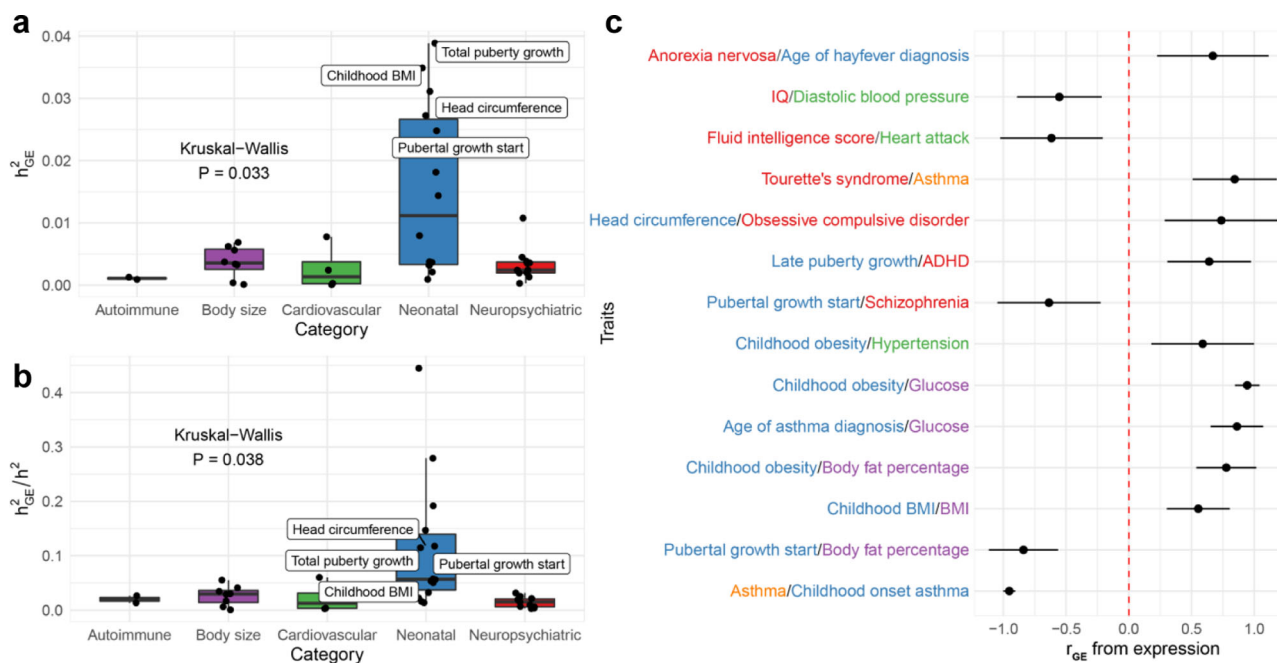 a
0.04
0.03
0.02
0.01
0.00
h²GE
Total puberty growth
Childhood BMI
Head circumference
Pubertal growth start
Kruskal−Wallis
P = 0.033
Autoimmune Body size Cardiovascular Neonatal Neuropsychiatric
Category
b
0.4
0.3
0.2
0.1
0.0
h²GE/h²
Kruskal−Wallis
P = 0.038
Head circumference
Total puberty growth
Pubertal growth start
Childhood BMI
Autoimmune Body size Cardiovascular Neonatal Neuropsychiatric
Category
c
Traits
Anorexia nervosa/Age of hayfever diagnosis
IQ/Diastolic blood pressure
Fluid intelligence score/Heart attack
Tourette's syndrome/Asthma
Head circumference/Obsessive compulsive disorder
Late puberty growth/ADHD
Pubertal growth start/Schizophrenia
Childhood obesity/Hypertension
Childhood obesity/Glucose
Age of asthma diagnosis/Glucose
Childhood obesity/Body fat percentage
Childhood BMI/BMI
Pubertal growth start/Body fat percentage
Asthma/Childhood onset asthma
−1.0 −0.5 0.0 0.5 1.0
rGE from expression